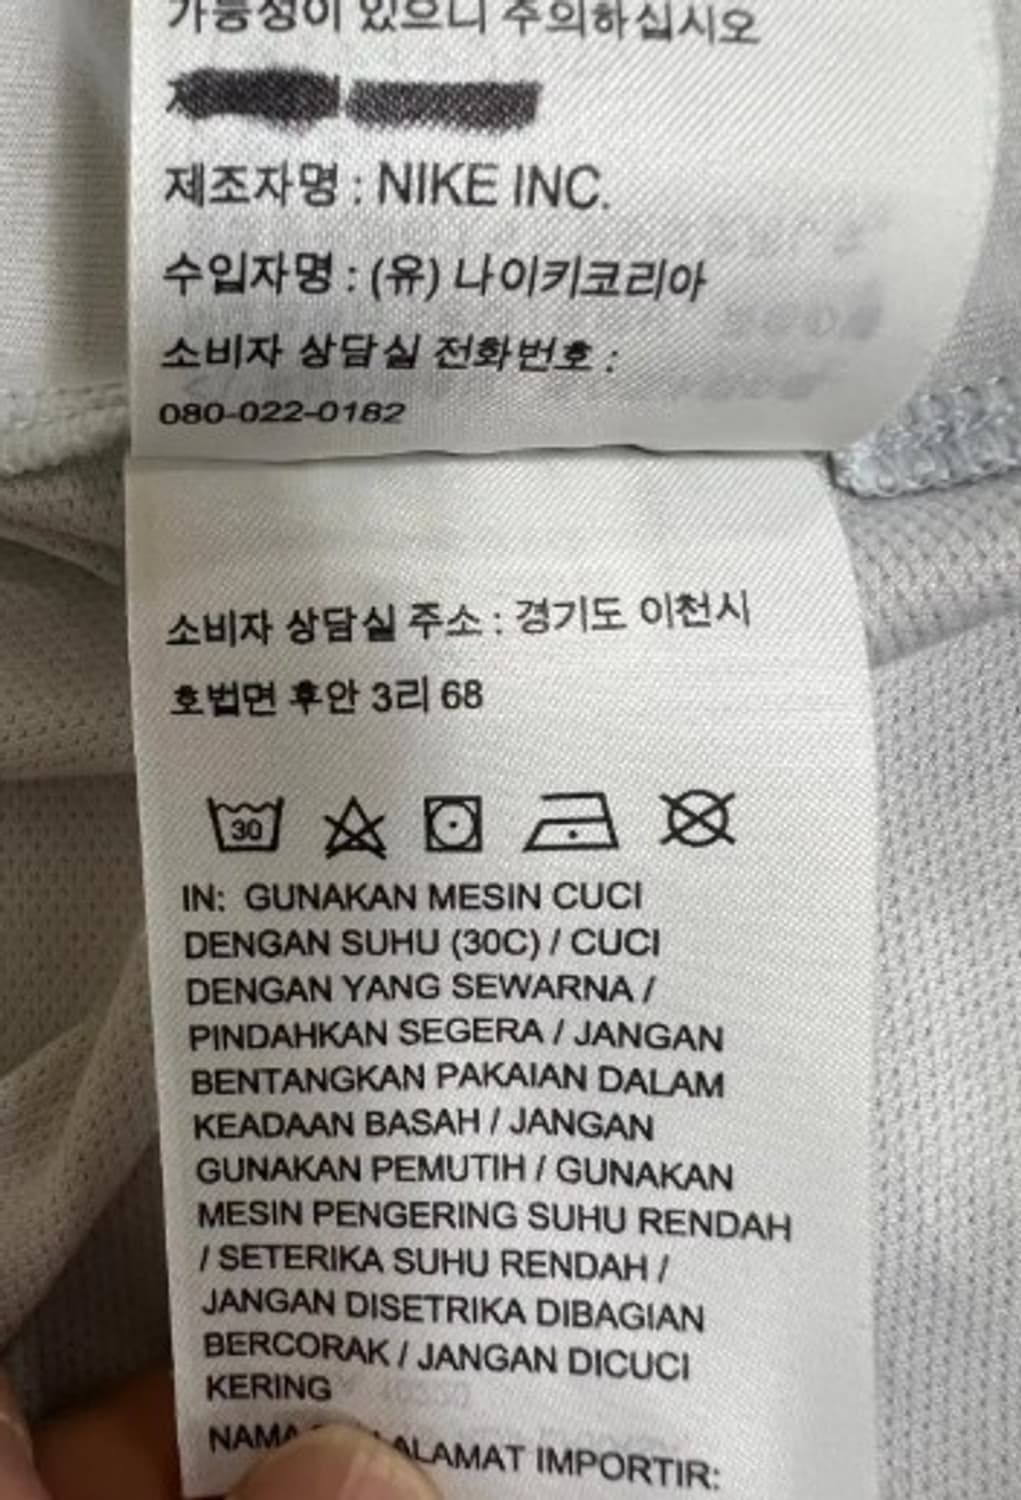 가능성이 있으니 주의하십시오
제조자명 : NIKE INC.
수입자명 : (유) 나이키코리아
소비자 상담실 전화번호 :
080-022-0182
소비자 상담실 주소 : 경기도 이천시
호법면 후안 3리 68
30
IN: GUNAKAN MESIN CUCI
DENGAN SUHU (30C) / CUCI
DENGAN YANG SEWARNA /
PINDAHKAN SEGERA / JANGAN
BENTANGKAN PAKAIAN DALAM
KEADAAN BASAH / JANGAN
GUNAKAN PEMUTIH / GUNAKAN
MESIN PENGERING SUHU RENDAH
/ SETERIKA SUHU RENDAH /
JANGAN DISETRIKA DIBAGIAN
BERCORAK / JANGAN DICUCI
KERING
NAMA ALAMAT IMPORTIR: